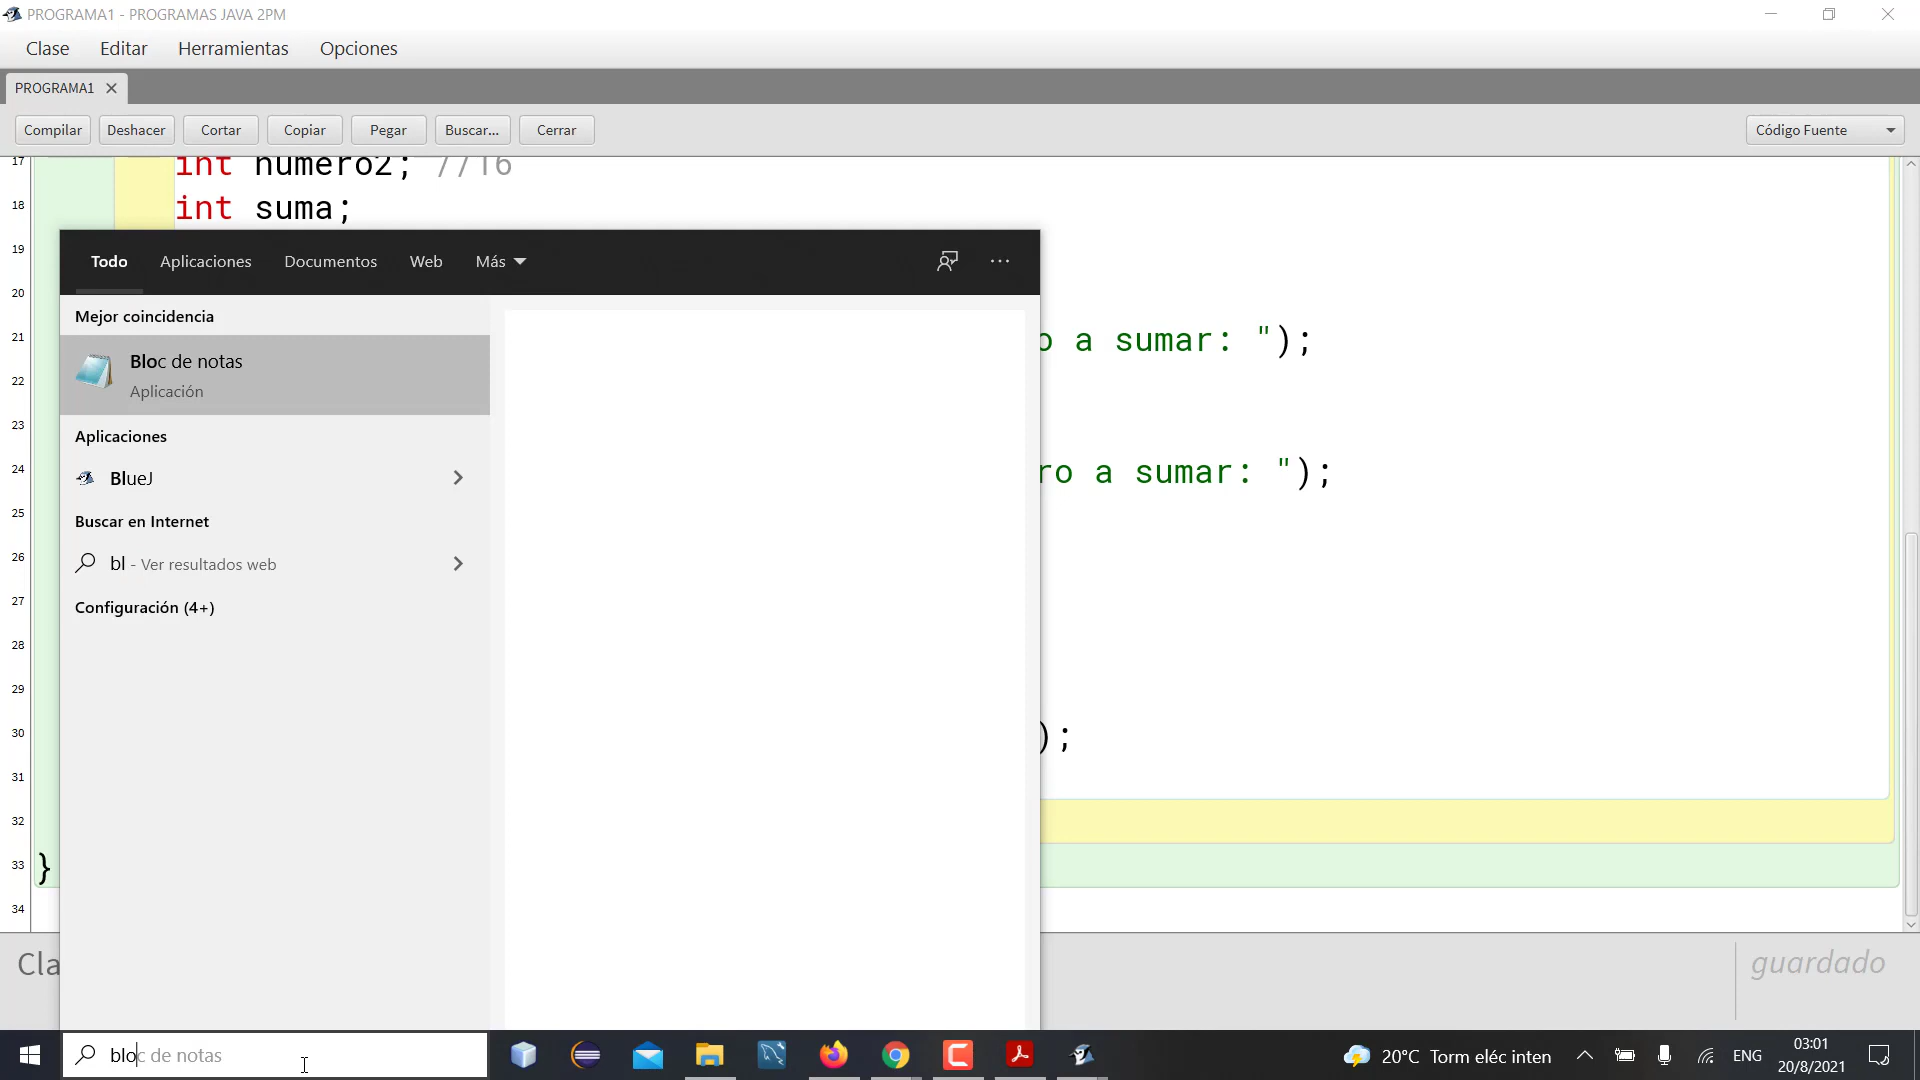 PROGRAMA1 - PROGRAMAS JAVA 2PM
Clase Editar Herramientas Opciones
PROGRAMA1
Compilar Deshacer Cortar Copiar Pegar Buscar... Cerrar Código Fuente
17 int numero2; //16
18 int suma;
19
20
21 o a sumar: ");
22
23
24 ro a sumar: ");
25
26
27
28
29
30 );
31
32
33 }
34
Todo Aplicaciones Documentos Web Más
Mejor coincidencia
Bloc de notas
Aplicación
Aplicaciones
BlueJ
Buscar en Internet
bl - Ver resultados web
Configuración (4+)
Cla
guardado
bloc de notas
20°C Torm eléc inten ENG
03:01
20/8/2021